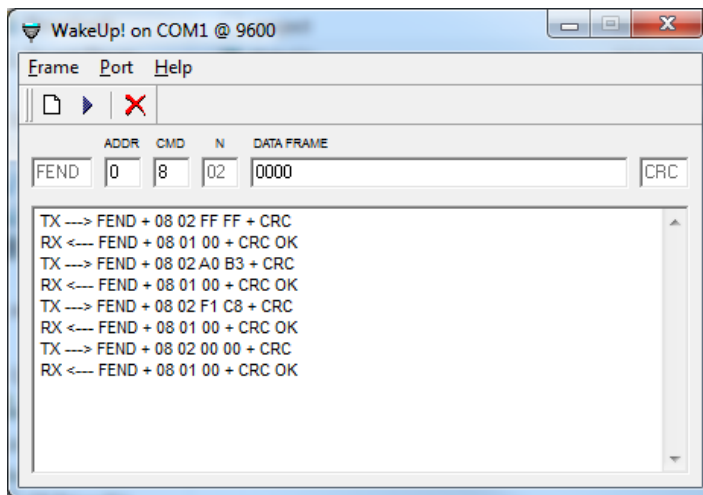 WakeUp! on COM1 @ 9600
Frame Port Help
ADDR CMD N DATA FRAME
FEND 0 8 02 0000 CRC
TX ---> FEND + 08 02 FF FF + CRC
RX <--- FEND + 08 01 00 + CRC OK
TX ---> FEND + 08 02 A0 B3 + CRC
RX <--- FEND + 08 01 00 + CRC OK
TX ---> FEND + 08 02 F1 C8 + CRC
RX <--- FEND + 08 01 00 + CRC OK
TX ---> FEND + 08 02 00 00 + CRC
RX <--- FEND + 08 01 00 + CRC OK